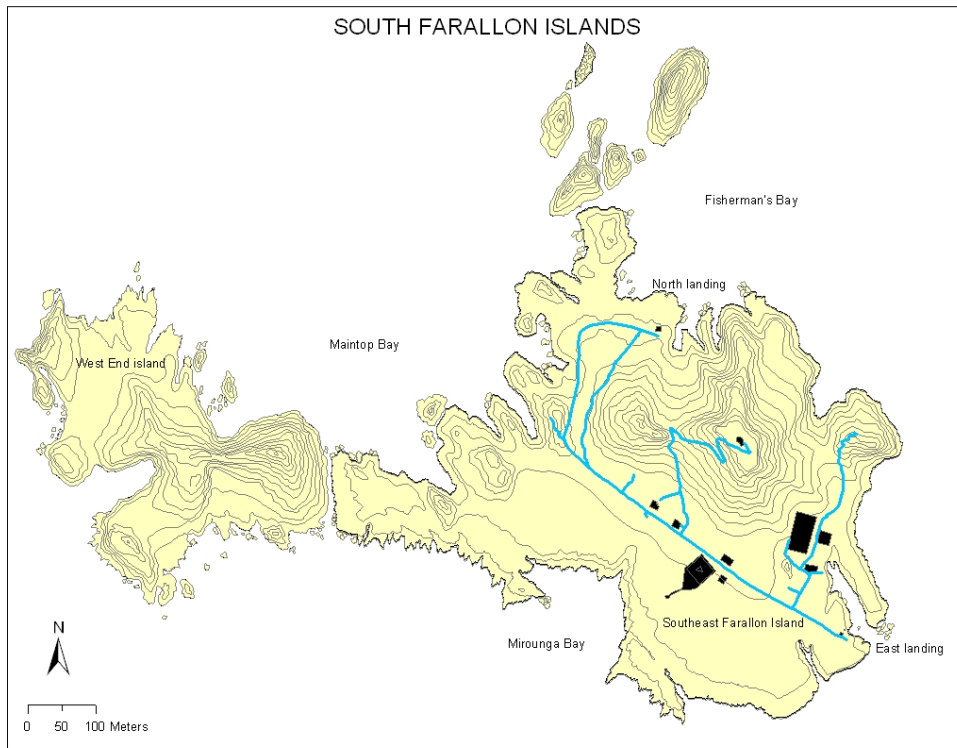 SOUTH FARALLON ISLANDS
Fisherman's Bay
North landing
Maintop Bay
West End island
Southeast Farallon Island
Mirounga Bay
East landing
N
0 50 100 Meters